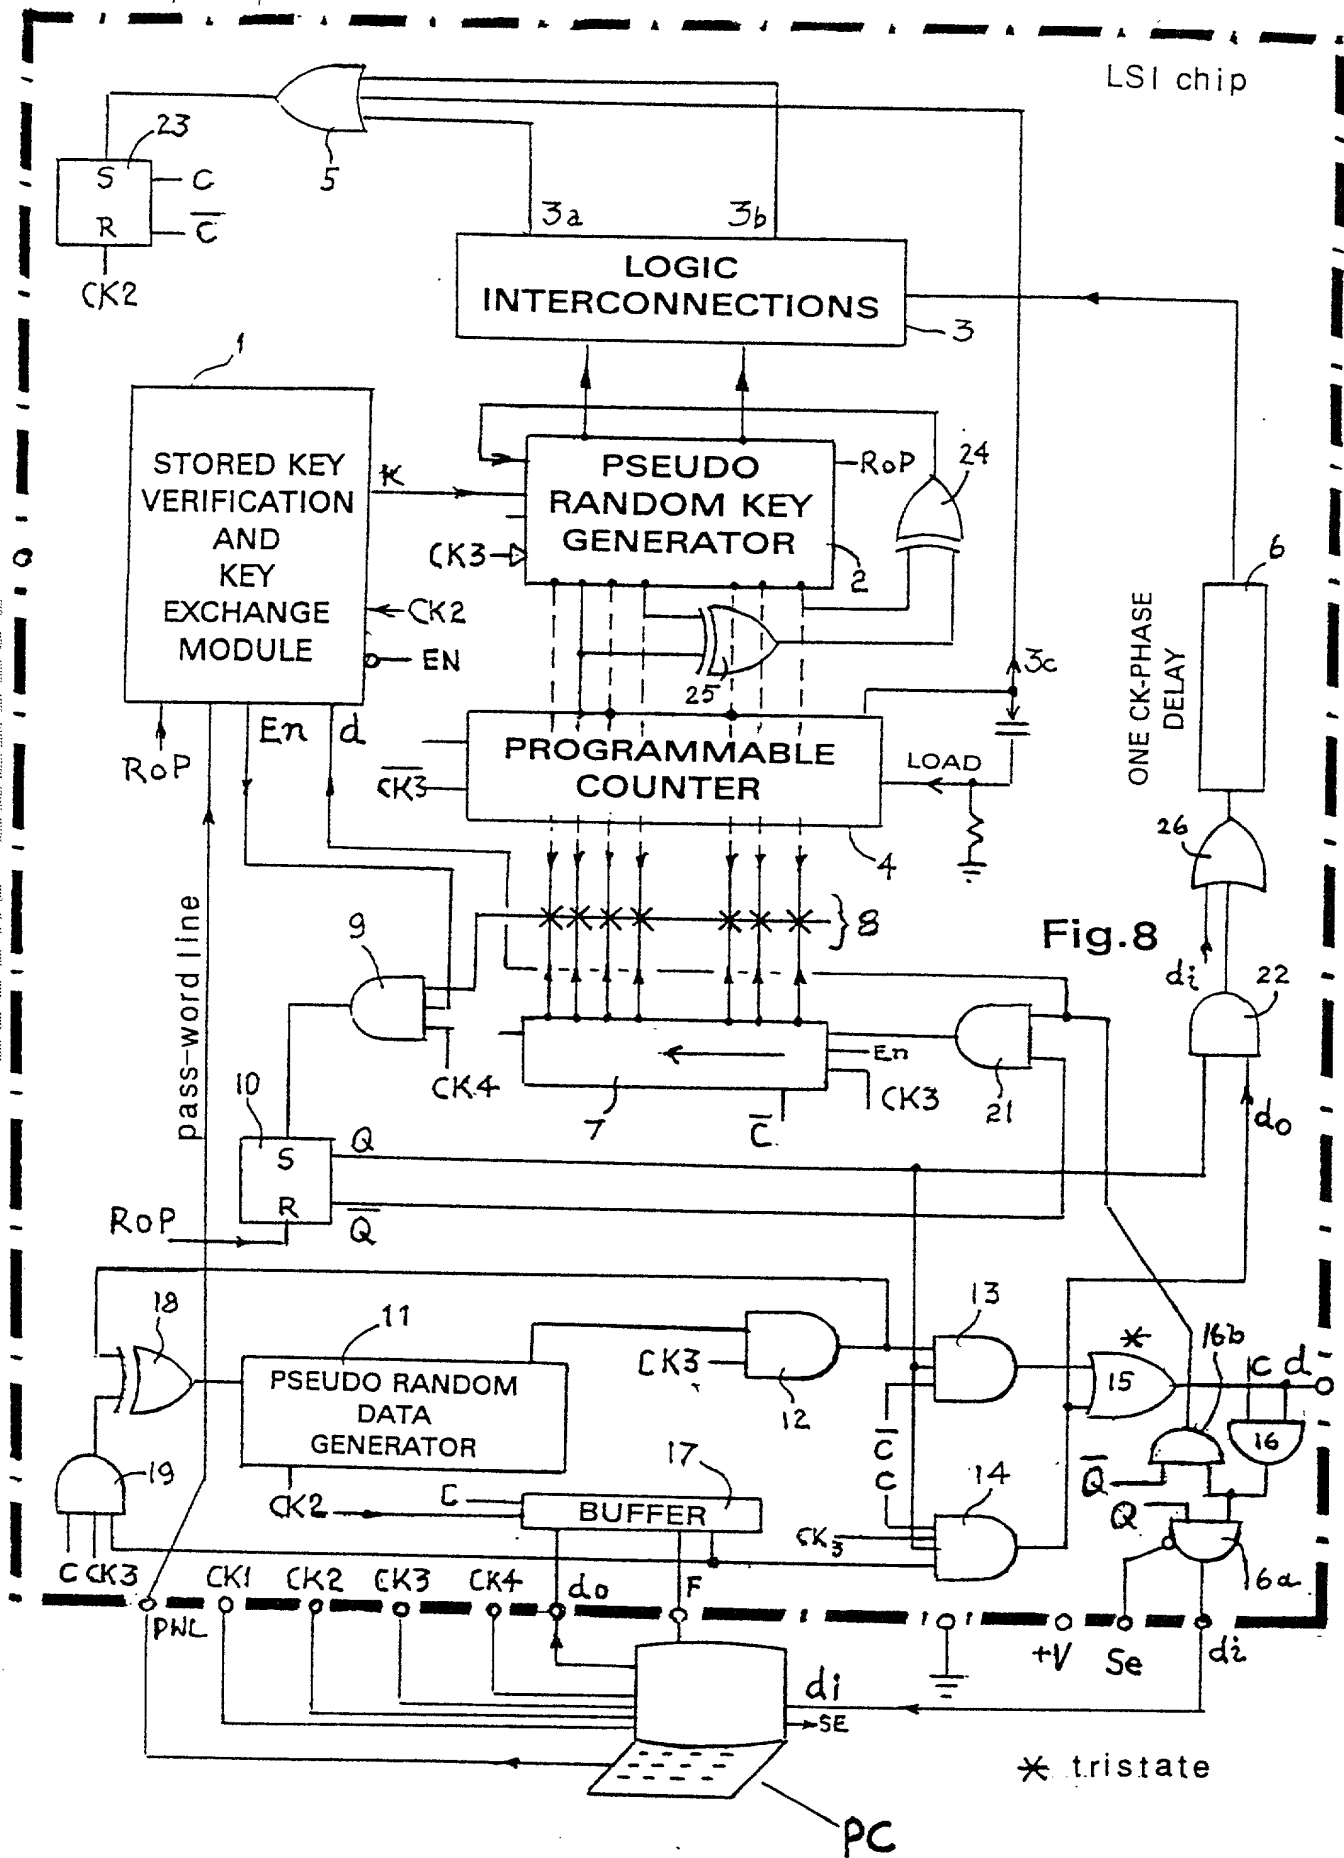 LSI chip
23
S
C
R
C̅
CK2
5
3a
3b
LOGIC
INTERCONNECTIONS
3
1
STORED KEY
VERIFICATION
AND
KEY
EXCHANGE
MODULE
K
CK2
EN
RoP
En
d
PSEUDO
RANDOM KEY
GENERATOR
RoP
CK3
2
24
25
3c
PROGRAMMABLE
COUNTER
C̅K̅3̅
LOAD
4
6
ONE CK-PHASE
DELAY
26
di
22
do
Fig.8
8
9
CK4
pass-word line
7
En
CK3
C̅
21
10
S
Q
R
Q̅
RoP
18
11
PSEUDO RANDOM
DATA
GENERATOR
CK3
12
13
C̅
C
14
CK3
15
*
16b
C
d
16
Q̅
Q
6a
17
BUFFER
C
CK2
19
C CK3
CK1
CK2
CK3
CK4
do
F
PWL
+V
Se
di
di
SE
* tristate
PC